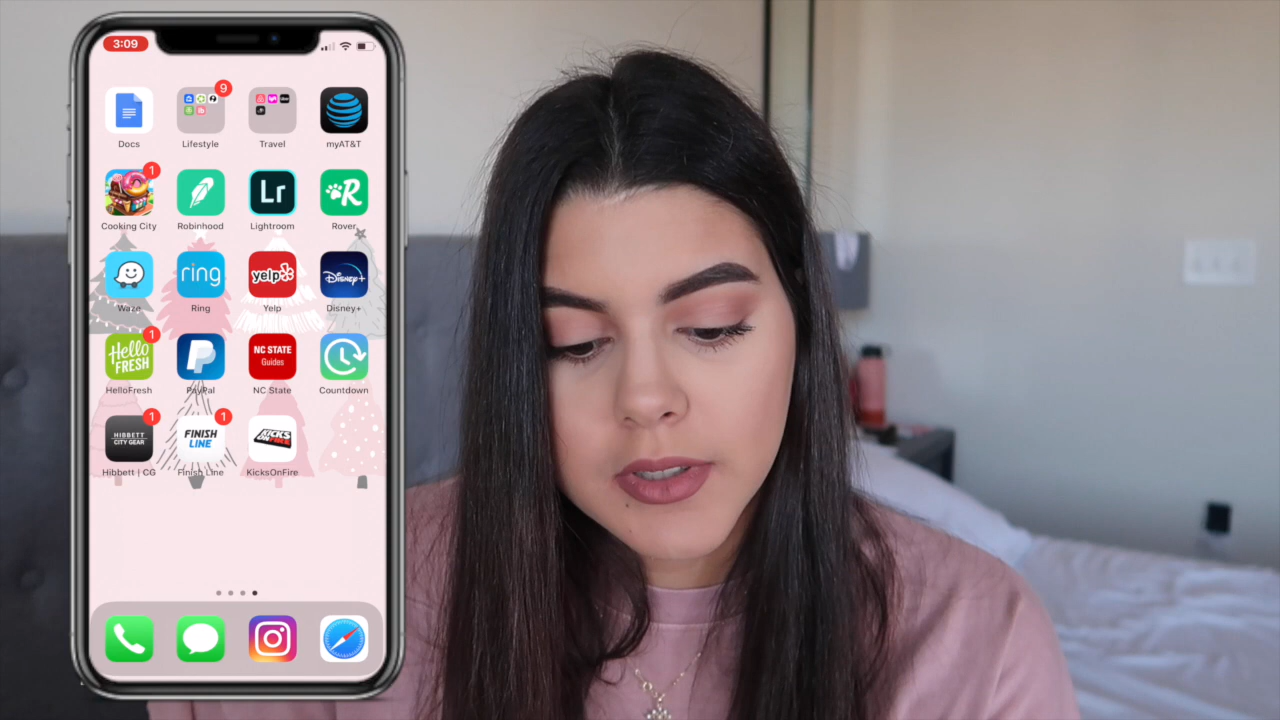 3:09
9
Docs
Lifestyle
Travel
myAT&T
1
Lr
R
Cooking City
Robinhood
Lightroom
Rover
ring
yelp
Disney+
Waze
Ring
Yelp
Disney+
1
Hello
FRESH
NC STATE
Guides
HelloFresh
PayPal
NC State
Countdown
1
1
HIBBETT
CITY GEAR
FINISH
LINE
KICKS
ONFIRE
Hibbett | CG
Finish Line
KicksOnFire